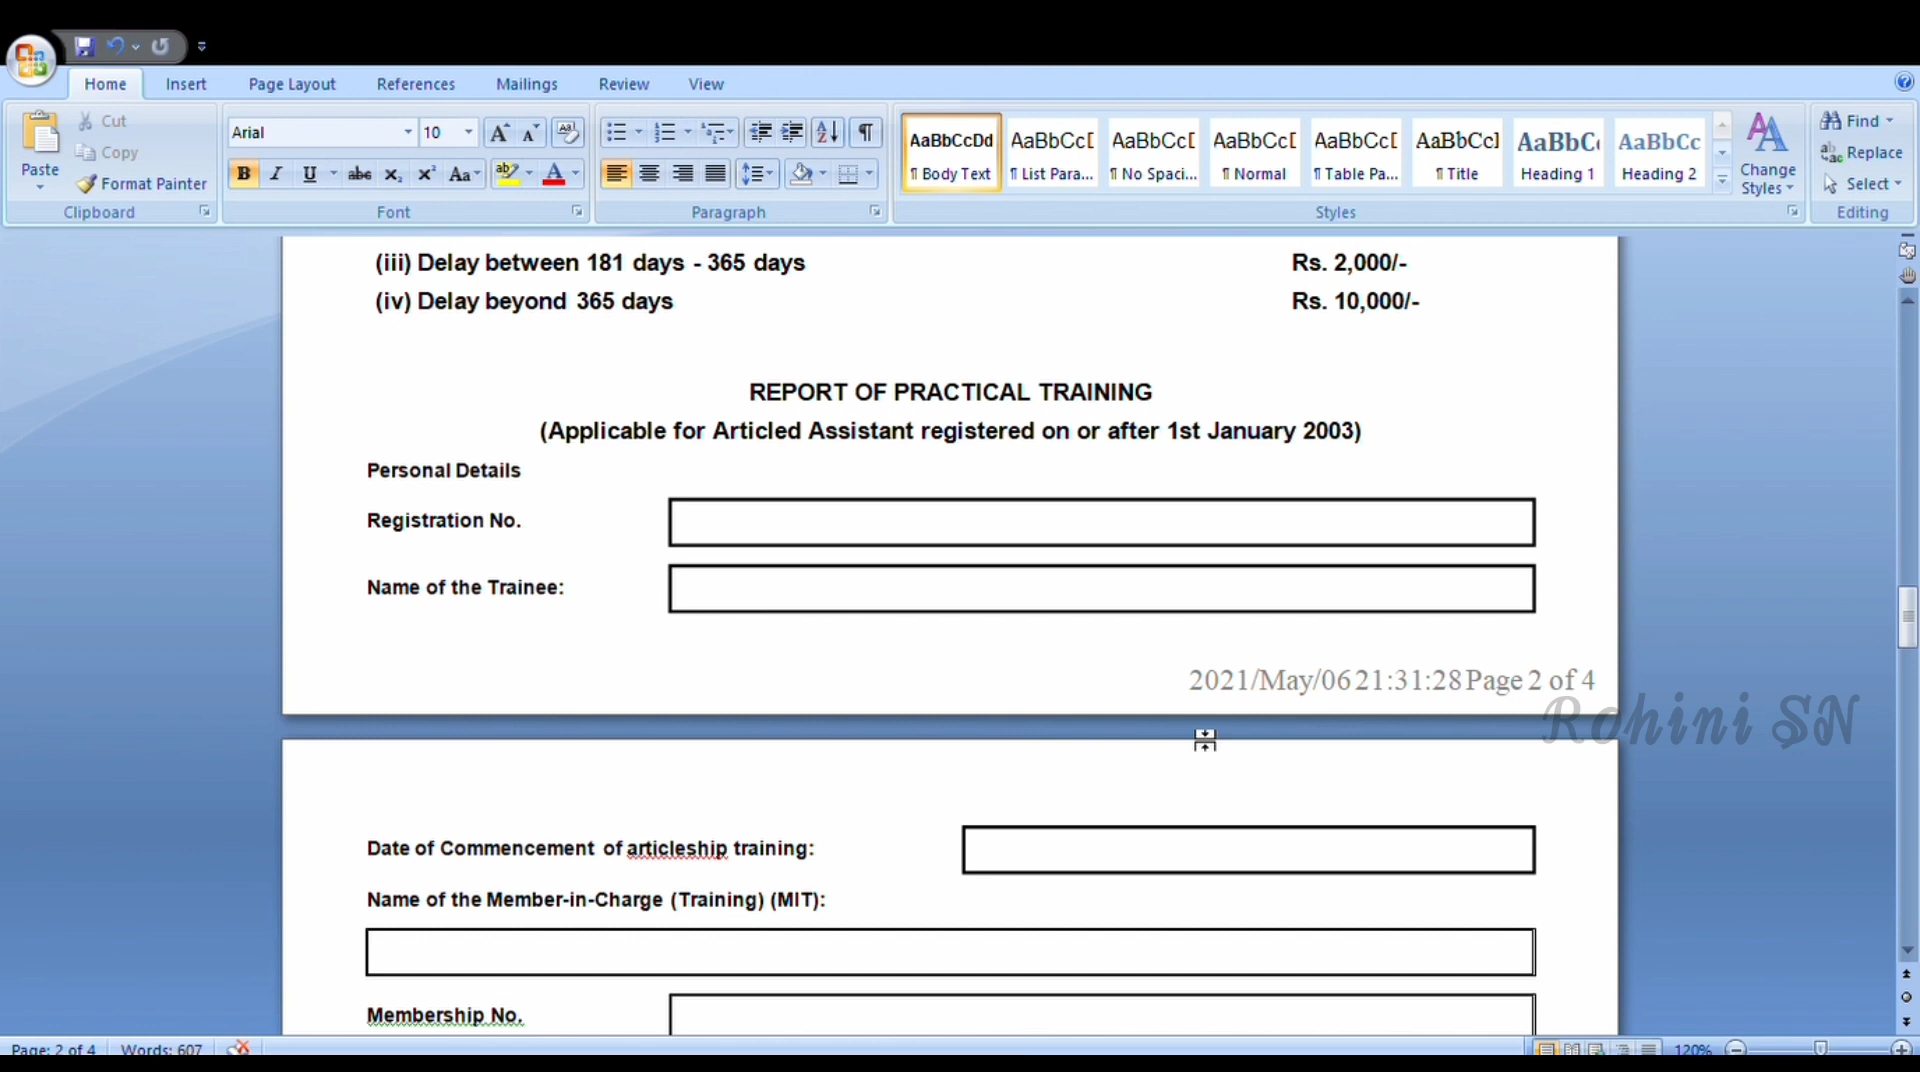 Home Insert Page Layout References Mailings Review View
Paste
Cut
Copy
Format Painter
Clipboard
Arial 10
Font
Paragraph
AaBbCcDd AaBbCc[ AaBbCc[ AaBbCc[ AaBbCc[ AaBbCc] AaBbC( AaBbCc
¶ Body Text ¶ List Para... ¶ No Spaci... ¶ Normal ¶ Table Pa... ¶ Title Heading 1 Heading 2
Change
Styles
Styles
Find
Replace
Select
Editing
(iii) Delay between 181 days - 365 days Rs. 2,000/-
(iv) Delay beyond 365 days Rs. 10,000/-
REPORT OF PRACTICAL TRAINING
(Applicable for Articled Assistant registered on or after 1st January 2003)
Personal Details
Registration No.
Name of the Trainee:
2021/May/06 21:31:28 Page 2 of 4
Rohini SN
Date of Commencement of articleship training:
Name of the Member-in-Charge (Training) (MIT):
Membership No.
Page: 2 of 4 Words: 607 120%